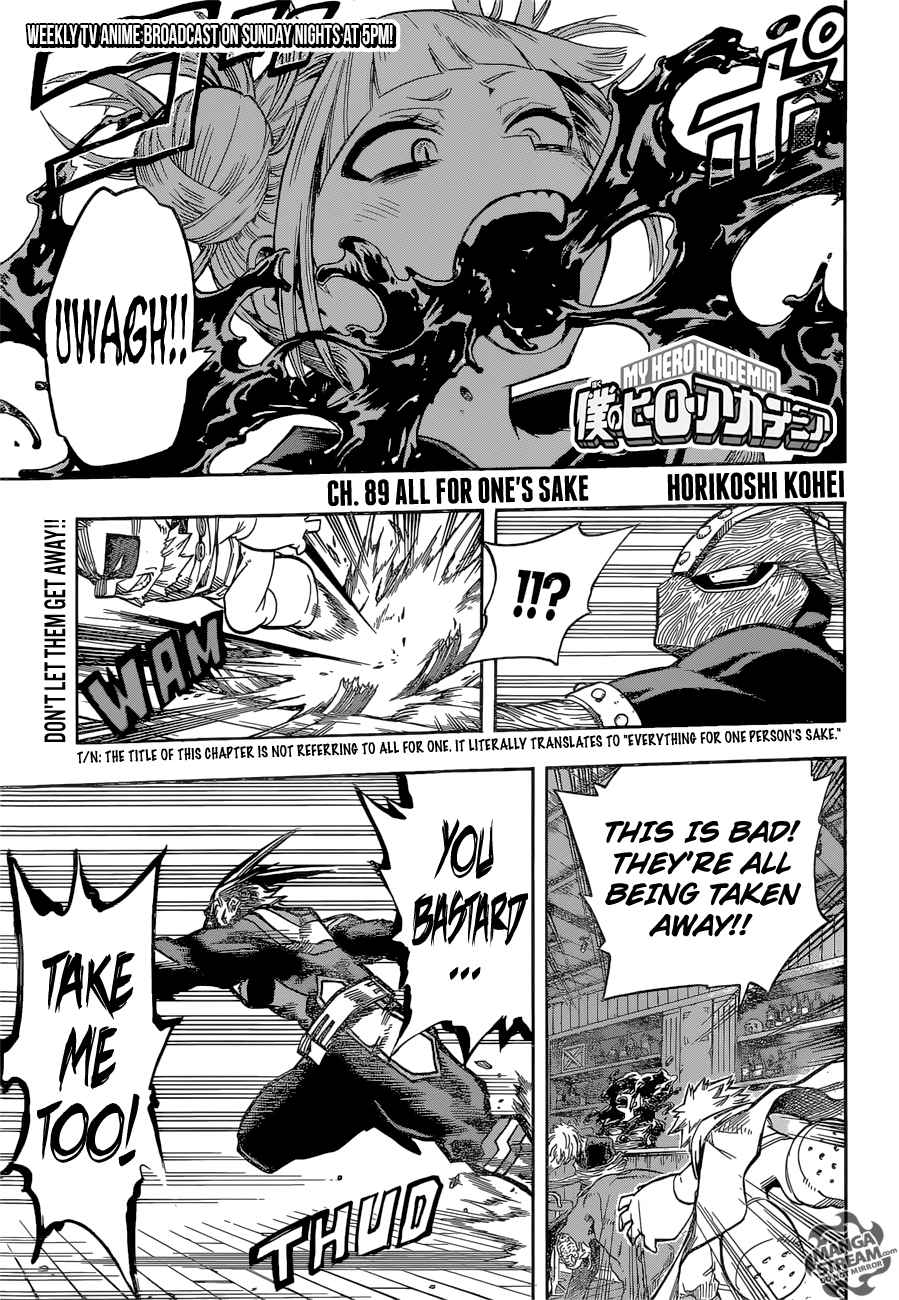 WEEKLY TV ANIME BROADCAST ON SUNDAY NIGHTS AT 5PM!
UWAGH!!
MY HERO ACADEMIA
僕のヒーローアカデミア
CH. 89 ALL FOR ONE'S SAKE
HORIKOSHI KOHEI
DON'T LET THEM GET AWAY!!
!!?
WAM
T/N: THE TITLE OF THIS CHAPTER IS NOT REFERRING TO ALL FOR ONE. IT LITERALLY TRANSLATES TO "EVERYTHING FOR ONE PERSON'S SAKE."
THIS IS BAD!
THEY'RE ALL
BEING TAKEN
AWAY!!
YOU
BASTARD
...
TAKE
ME
TOO!
THUD
MANGA
STREAM.com
DO NOT MIRROR